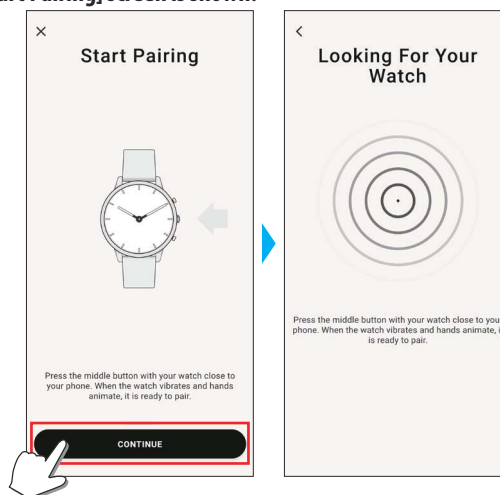 Start Pairing
Press the middle button with your watch close to
your phone. When the watch vibrates and hands
animate, it is ready to pair.
CONTINUE
Looking For Your
Watch
Press the middle button with your watch close to
phone. When the watch vibrates and hands animate,
is ready to pair.